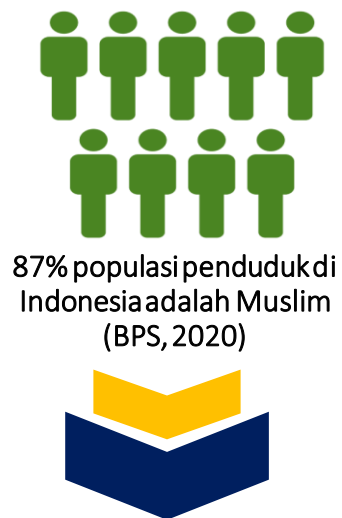 87% populasi penduduk di
Indonesia adalah Muslim
(BPS, 2020)